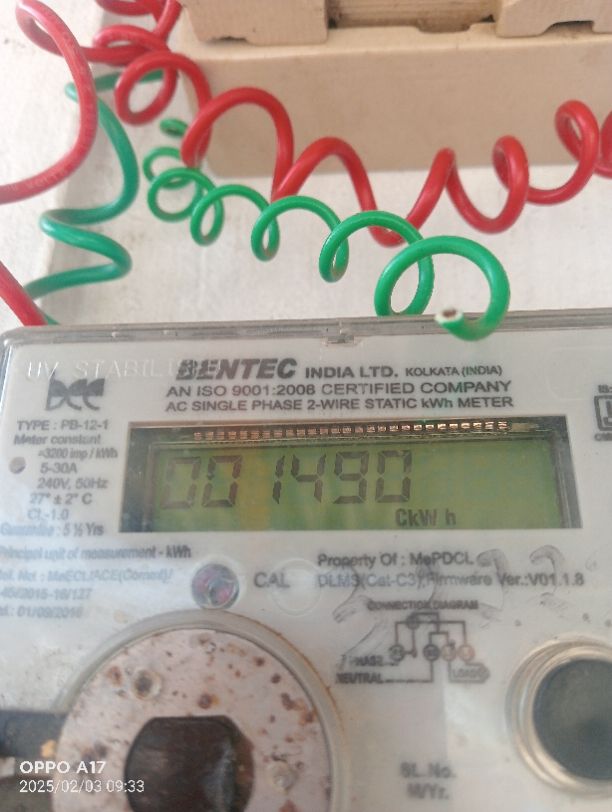 UV STABILI
BENTEC INDIA LTD. KOLKATA (INDIA)
AN ISO 9001:2008 CERTIFIED COMPANY
AC SINGLE PHASE 2-WIRE STATIC kWh METER
TYPE : PB-12-1
Meter constant
=3200 imp / kWh
5-30A
240V, 50Hz
27° ± 2° C
CL-1.0
Guarantee : 5 ½ Yrs
001490
CkW h
Principal unit of measurement - kWh
CAL
Property Of : MePDCL
DLMS(Cat-C3),Firmware Ver.:V01.1.8
CONNECTION DIAGRAM
PHASE
NEUTRAL
LOAD
SL. No.
M/Yr.
OPPO A17
2025/02/03 09:33